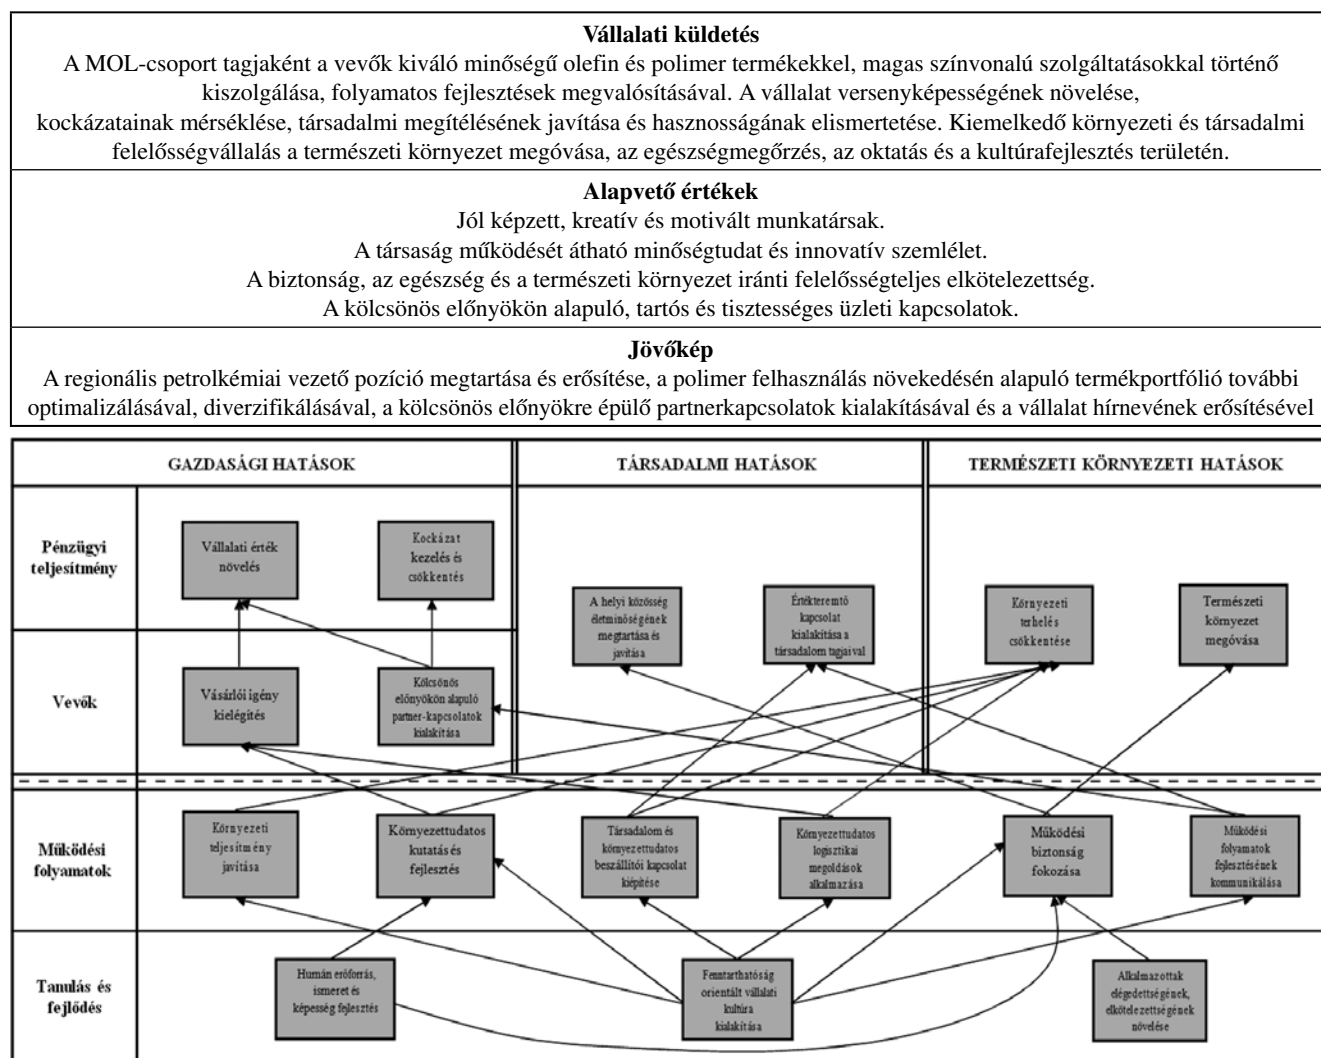 Vállalati küldetés
A MOL-csoport tagjaként a vevők kiváló minőségű olefin és polimer termékekkel, magas színvonalú szolgáltatásokkal történő
kiszolgálása, folyamatos fejlesztések megvalósításával. A vállalat versenyképességének növelése,
kockázatainak mérséklése, társadalmi megítélésének javítása és hasznosságának elismertetése. Kiemelkedő környezeti és társadalmi
felelősségvállalás a természeti környezet megóvása, az egészségmegőrzés, az oktatás és a kultúrafejlesztés területén.
Alapvető értékek
Jól képzett, kreatív és motivált munkatársak.
A társaság működését átható minőségtudat és innovatív szemlélet.
A biztonság, az egészség és a természeti környezet iránti felelősségteljes elkötelezettség.
A kölcsönös előnyökön alapuló, tartós és tisztességes üzleti kapcsolatok.
Jövőkép
A regionális petrolkémiai vezető pozíció megtartása és erősítése, a polimer felhasználás növekedésén alapuló termékportfólió további
optimalizálásával, diverzifikálásával, a kölcsönös előnyökre épülő partnerkapcsolatok kialakításával és a vállalat hírnevének erősítésével
GAZDASÁGI HATÁSOK
TÁRSADALMI HATÁSOK
TERMÉSZETI KÖRNYEZETI HATÁSOK
Pénzügyi
teljesítmény
Vállalati érték
növelés
Kockázat
kezelés és
csökkentés
A helyi közösség
életminőségének
megtartása és
javítása
Értékteremtő
kapcsolat
kialakítása a
társadalom tagjaival
Környezeti
terhelés
csökkentése
Természeti
környezet
megóvása
Vevők
Vásárlói igény
kielégítés
Kölcsönös
előnyökön alapuló
partner-kapcsolatok
kialakítása
Működési
folyamatok
Környezeti
teljesítmény
javítása
Környezettudatos
kutatás és
fejlesztés
Társadalom és
környezettudatos
beszállítói kapcsolat
kiépítése
Környezettudatos
logisztikai
megoldások
alkalmazása
Működési
biztonság
fokozása
Működési
folyamatok
fejlesztésének
kommunikálása
Tanulás és
fejlődés
Humán erőforrás,
ismeret és
képesség fejlesztés
Fenntarthatóság
orientált vállalati
kultúra
kialakítása
Alkalmazottak
elégedettségének,
elkötelezettségének
növelése